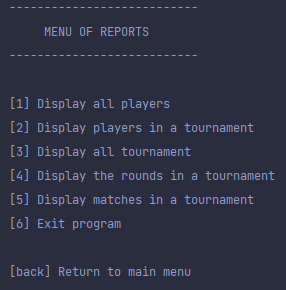 ---------------------------
MENU OF REPORTS
---------------------------
[1] Display all players
[2] Display players in a tournament
[3] Display all tournament
[4] Display the rounds in a tournament
[5] Display matches in a tournament
[6] Exit program
[back] Return to main menu